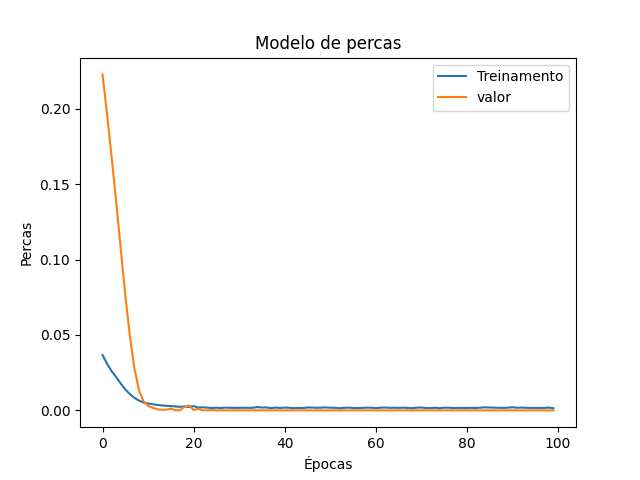 Modelo de percas
Treinamento
valor
0.20
0.15
0.10
0.05
0.00
Percas
0 20 40 60 80 100
Épocas